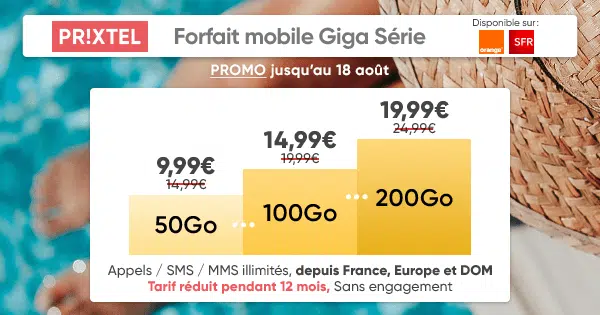 PR!XTEL Forfait mobile Giga Série
Disponible sur :
orange™ SFR
PROMO jusqu'au 18 août
19,99€
24,99€
14,99€
19,99€
9,99€
14,99€
50Go ... 100Go ... 200Go
Appels / SMS / MMS illimités, depuis France, Europe et DOM
Tarif réduit pendant 12 mois, Sans engagement